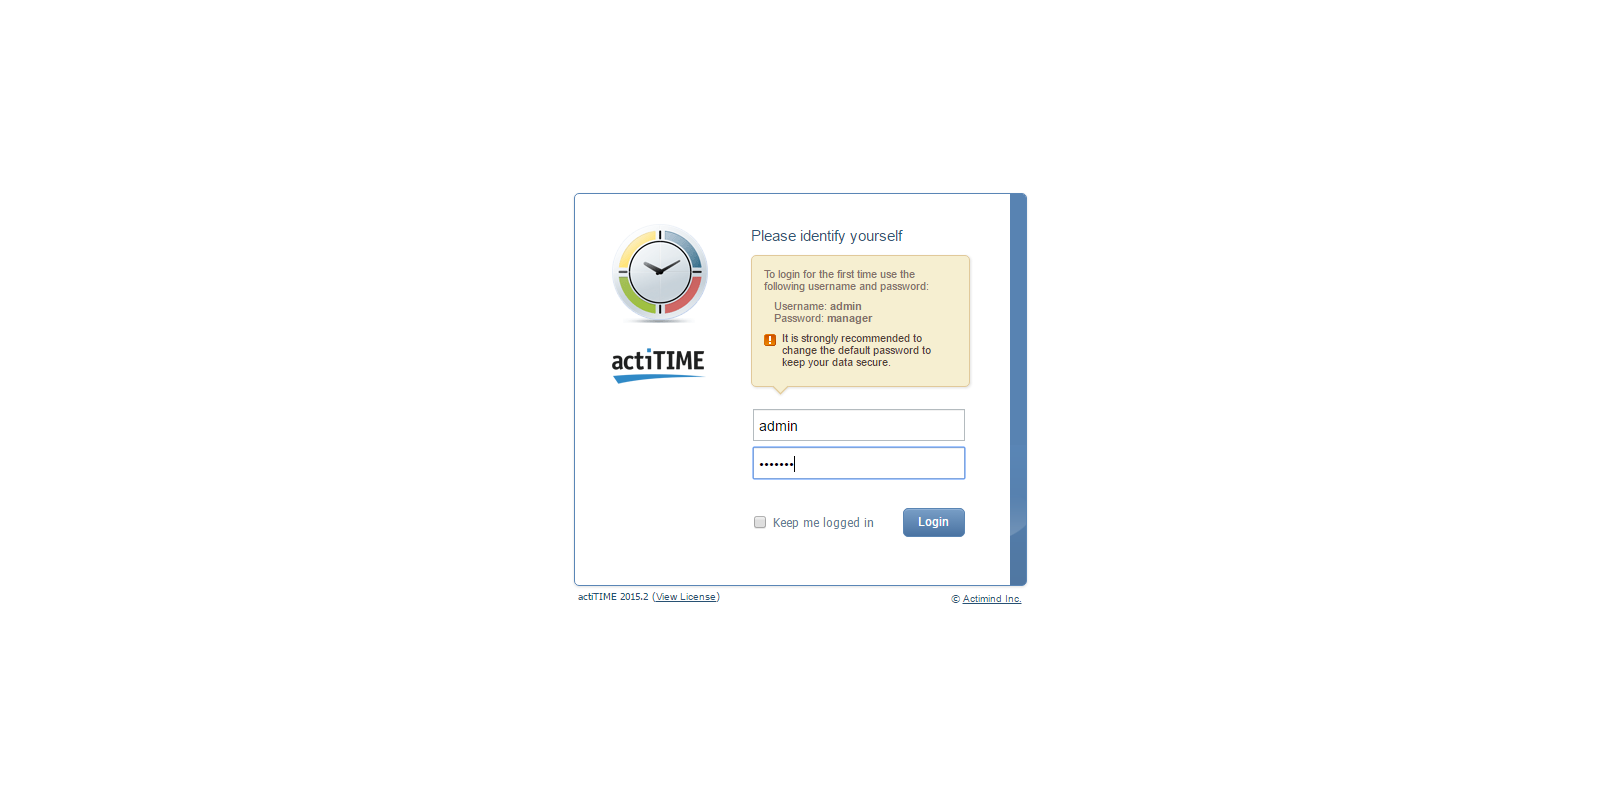 Please identify yourself
To login for the first time use the
following username and password:
Username: admin
Password: manager
It is strongly recommended to
change the default password to
keep your data secure.
actiTIME
admin
•••••••
Keep me logged in
Login
actiTIME 2015.2 (View License)
© Actimind Inc.